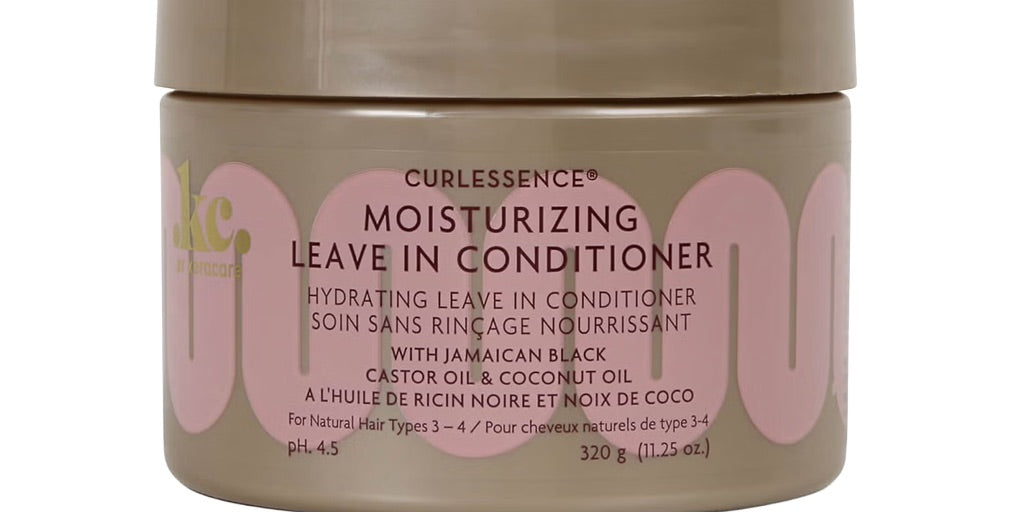 CURLESSENCE®
MOISTURIZING
LEAVE IN CONDITIONER
kc.
HYDRATING LEAVE IN CONDITIONER
SOIN SANS RINÇAGE NOURRISSANT
WITH JAMAICAN BLACK
CASTOR OIL & COCONUT OIL
A L'HUILE DE RICIN NOIRE ET NOIX DE COCO
For Natural Hair Types 3 – 4 / Pour cheveux naturels de type 3-4
pH. 4.5
320 g (11.25 oz.)